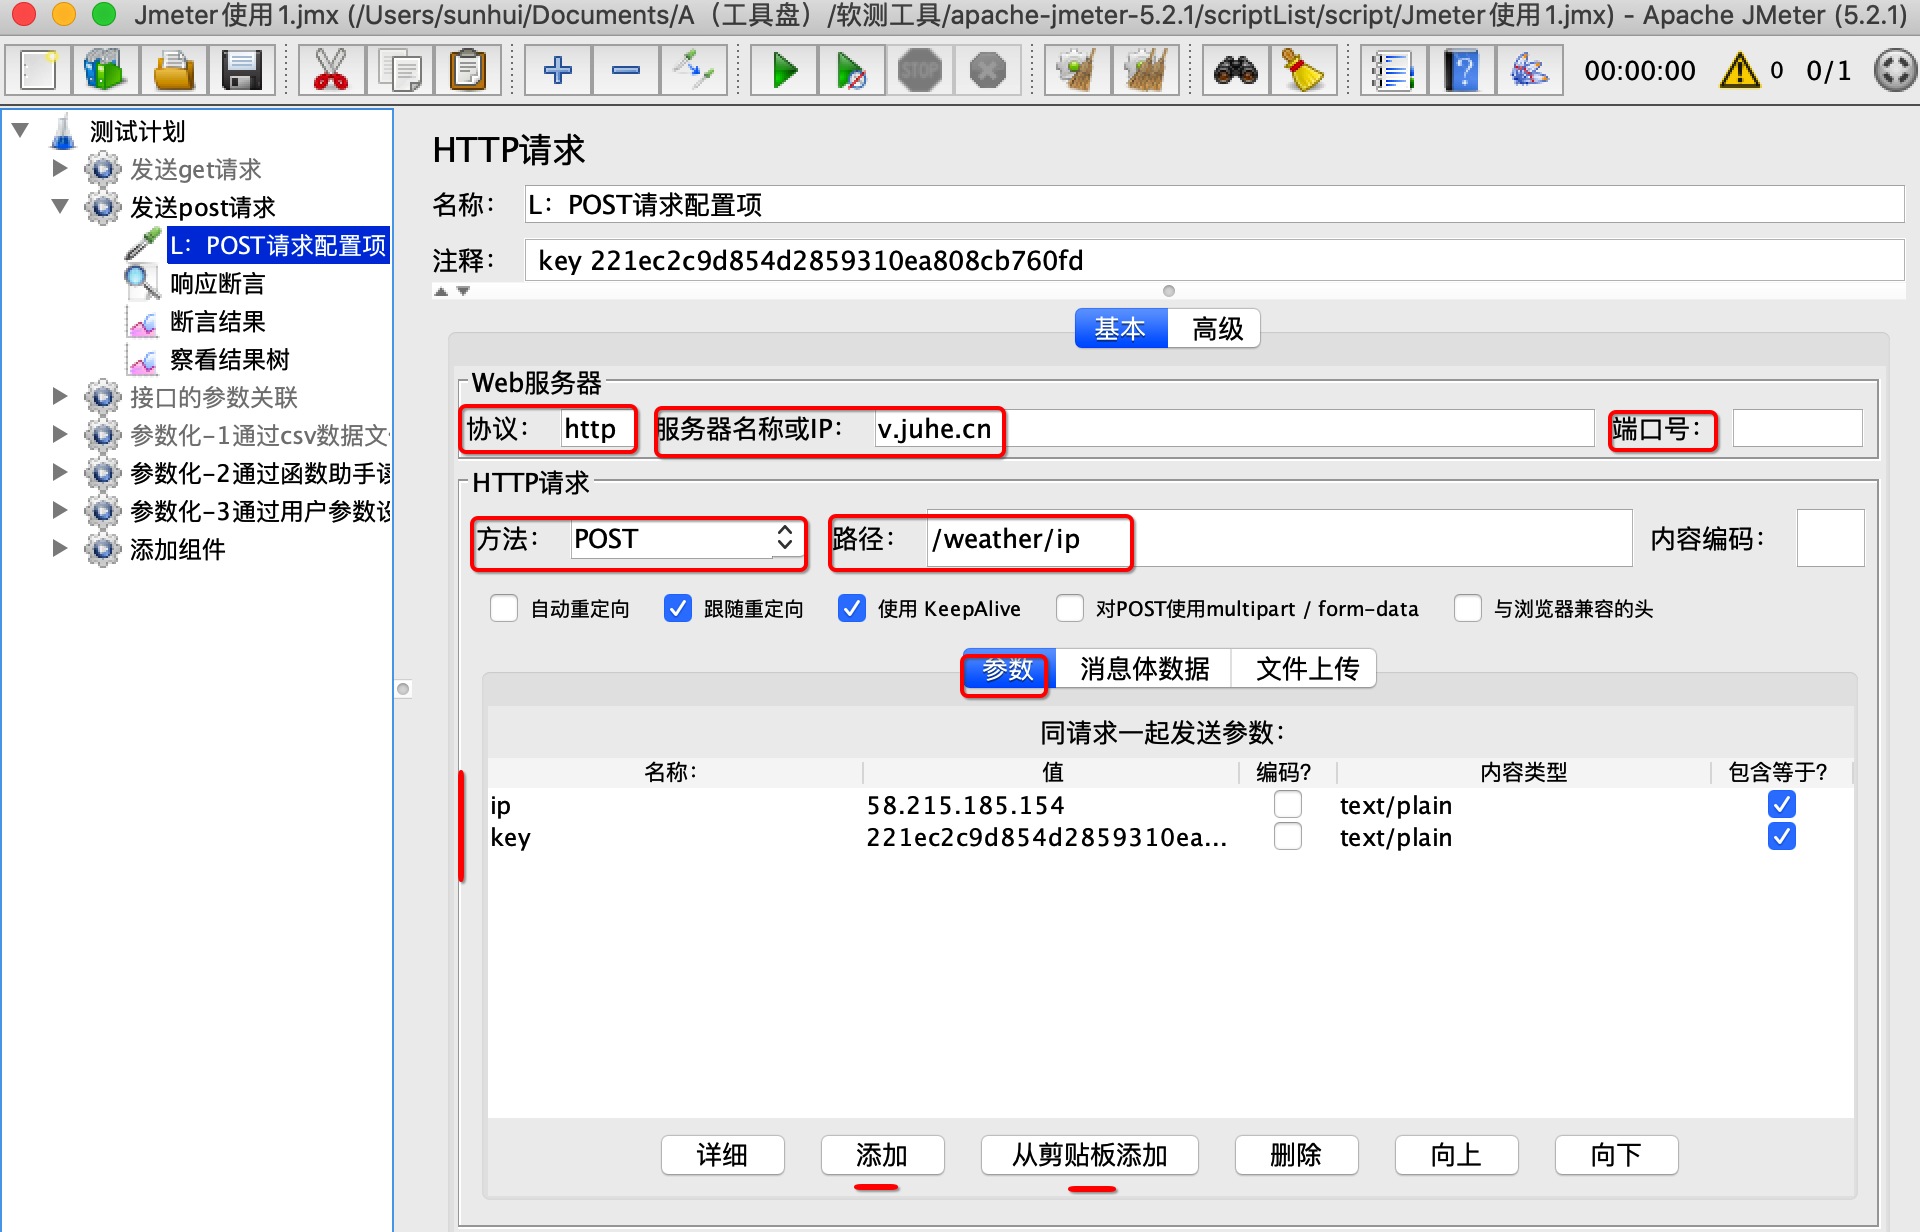 Jmeter使用1.jmx (/Users/sunhui/Documents/A（工具盘）/软测工具/apache-jmeter-5.2.1/scriptList/script/Jmeter使用1.jmx) - Apache JMeter (5.2.1)
STOP
00:00:00
0
0/1
测试计划
发送get请求
发送post请求
L：POST请求配置项
响应断言
断言结果
察看结果树
接口的参数关联
参数化-1通过csv数据文
参数化-2通过函数助手读
参数化-3通过用户参数设
添加组件
HTTP请求
名称： L：POST请求配置项
注释： key 221ec2c9d854d2859310ea808cb760fd
基本 高级
Web服务器
协议： http 服务器名称或IP： v.juhe.cn 端口号：
HTTP请求
方法： POST 路径： /weather/ip 内容编码：
自动重定向 跟随重定向 使用 KeepAlive 对POST使用multipart / form-data 与浏览器兼容的头
参数 消息体数据 文件上传
同请求一起发送参数：
名称： 值 编码? 内容类型 包含等于?
ip 58.215.185.154 text/plain
key 221ec2c9d854d2859310ea... text/plain
详细 添加 从剪贴板添加 删除 向上 向下